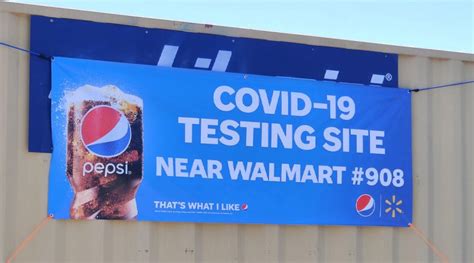 COVID-19
TESTING SITE
NEAR WALMART #908
pepsi
THAT'S WHAT I LIKE